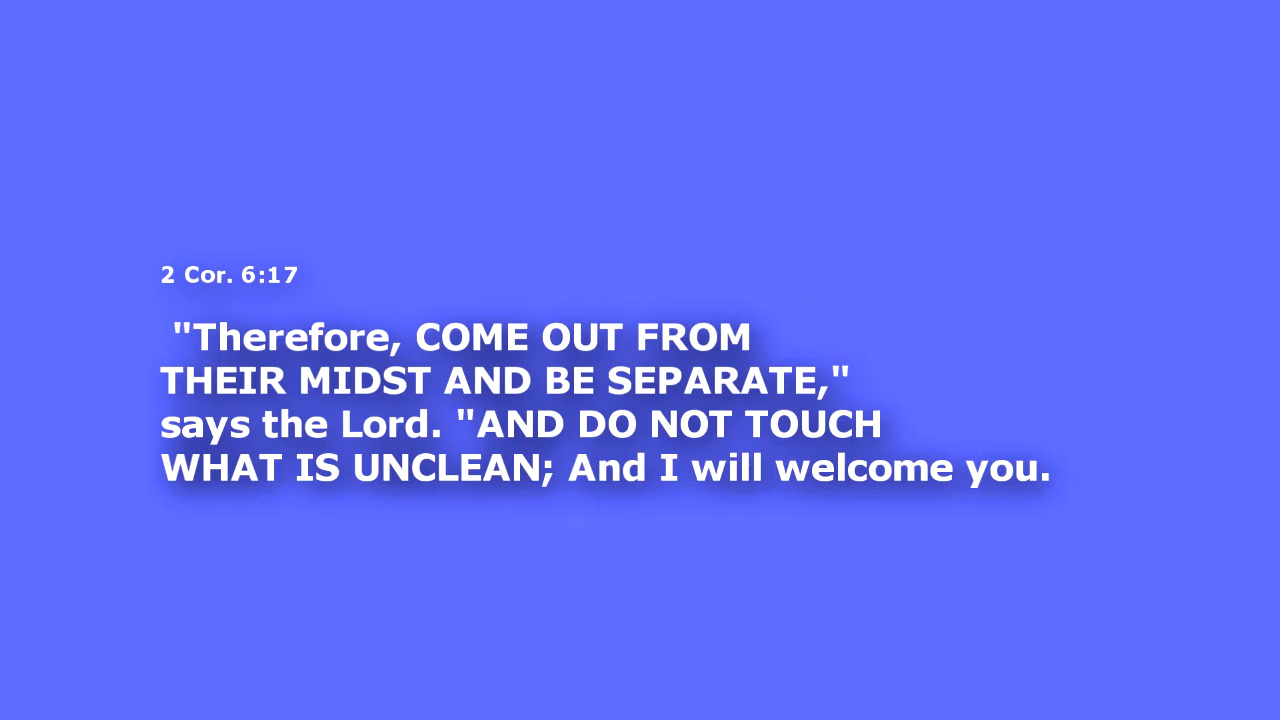 2 Cor. 6:17
"Therefore, COME OUT FROM
THEIR MIDST AND BE SEPARATE,"
says the Lord. "AND DO NOT TOUCH
WHAT IS UNCLEAN; And I will welcome you.